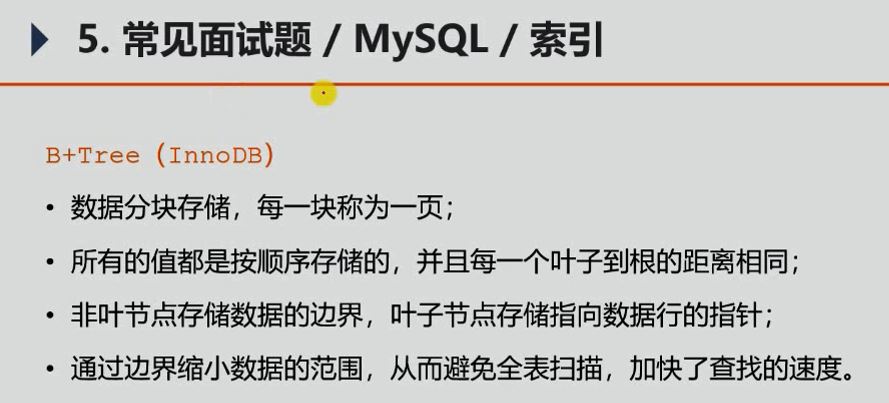 5. 常见面试题 / MySQL / 索引
B+Tree（InnoDB）
• 数据分块存储，每一块称为一页；
• 所有的值都是按顺序存储的，并且每一个叶子到根的距离相同；
• 非叶节点存储数据的边界，叶子节点存储指向数据行的指针；
• 通过边界缩小数据的范围，从而避免全表扫描，加快了查找的速度。